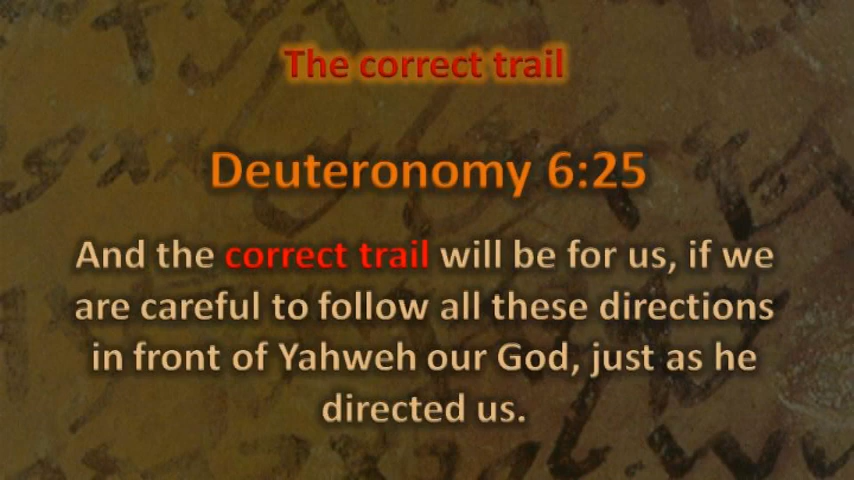 The correct trail
Deuteronomy 6:25
And the correct trail will be for us, if we
are careful to follow all these directions
in front of Yahweh our God, just as he
directed us.